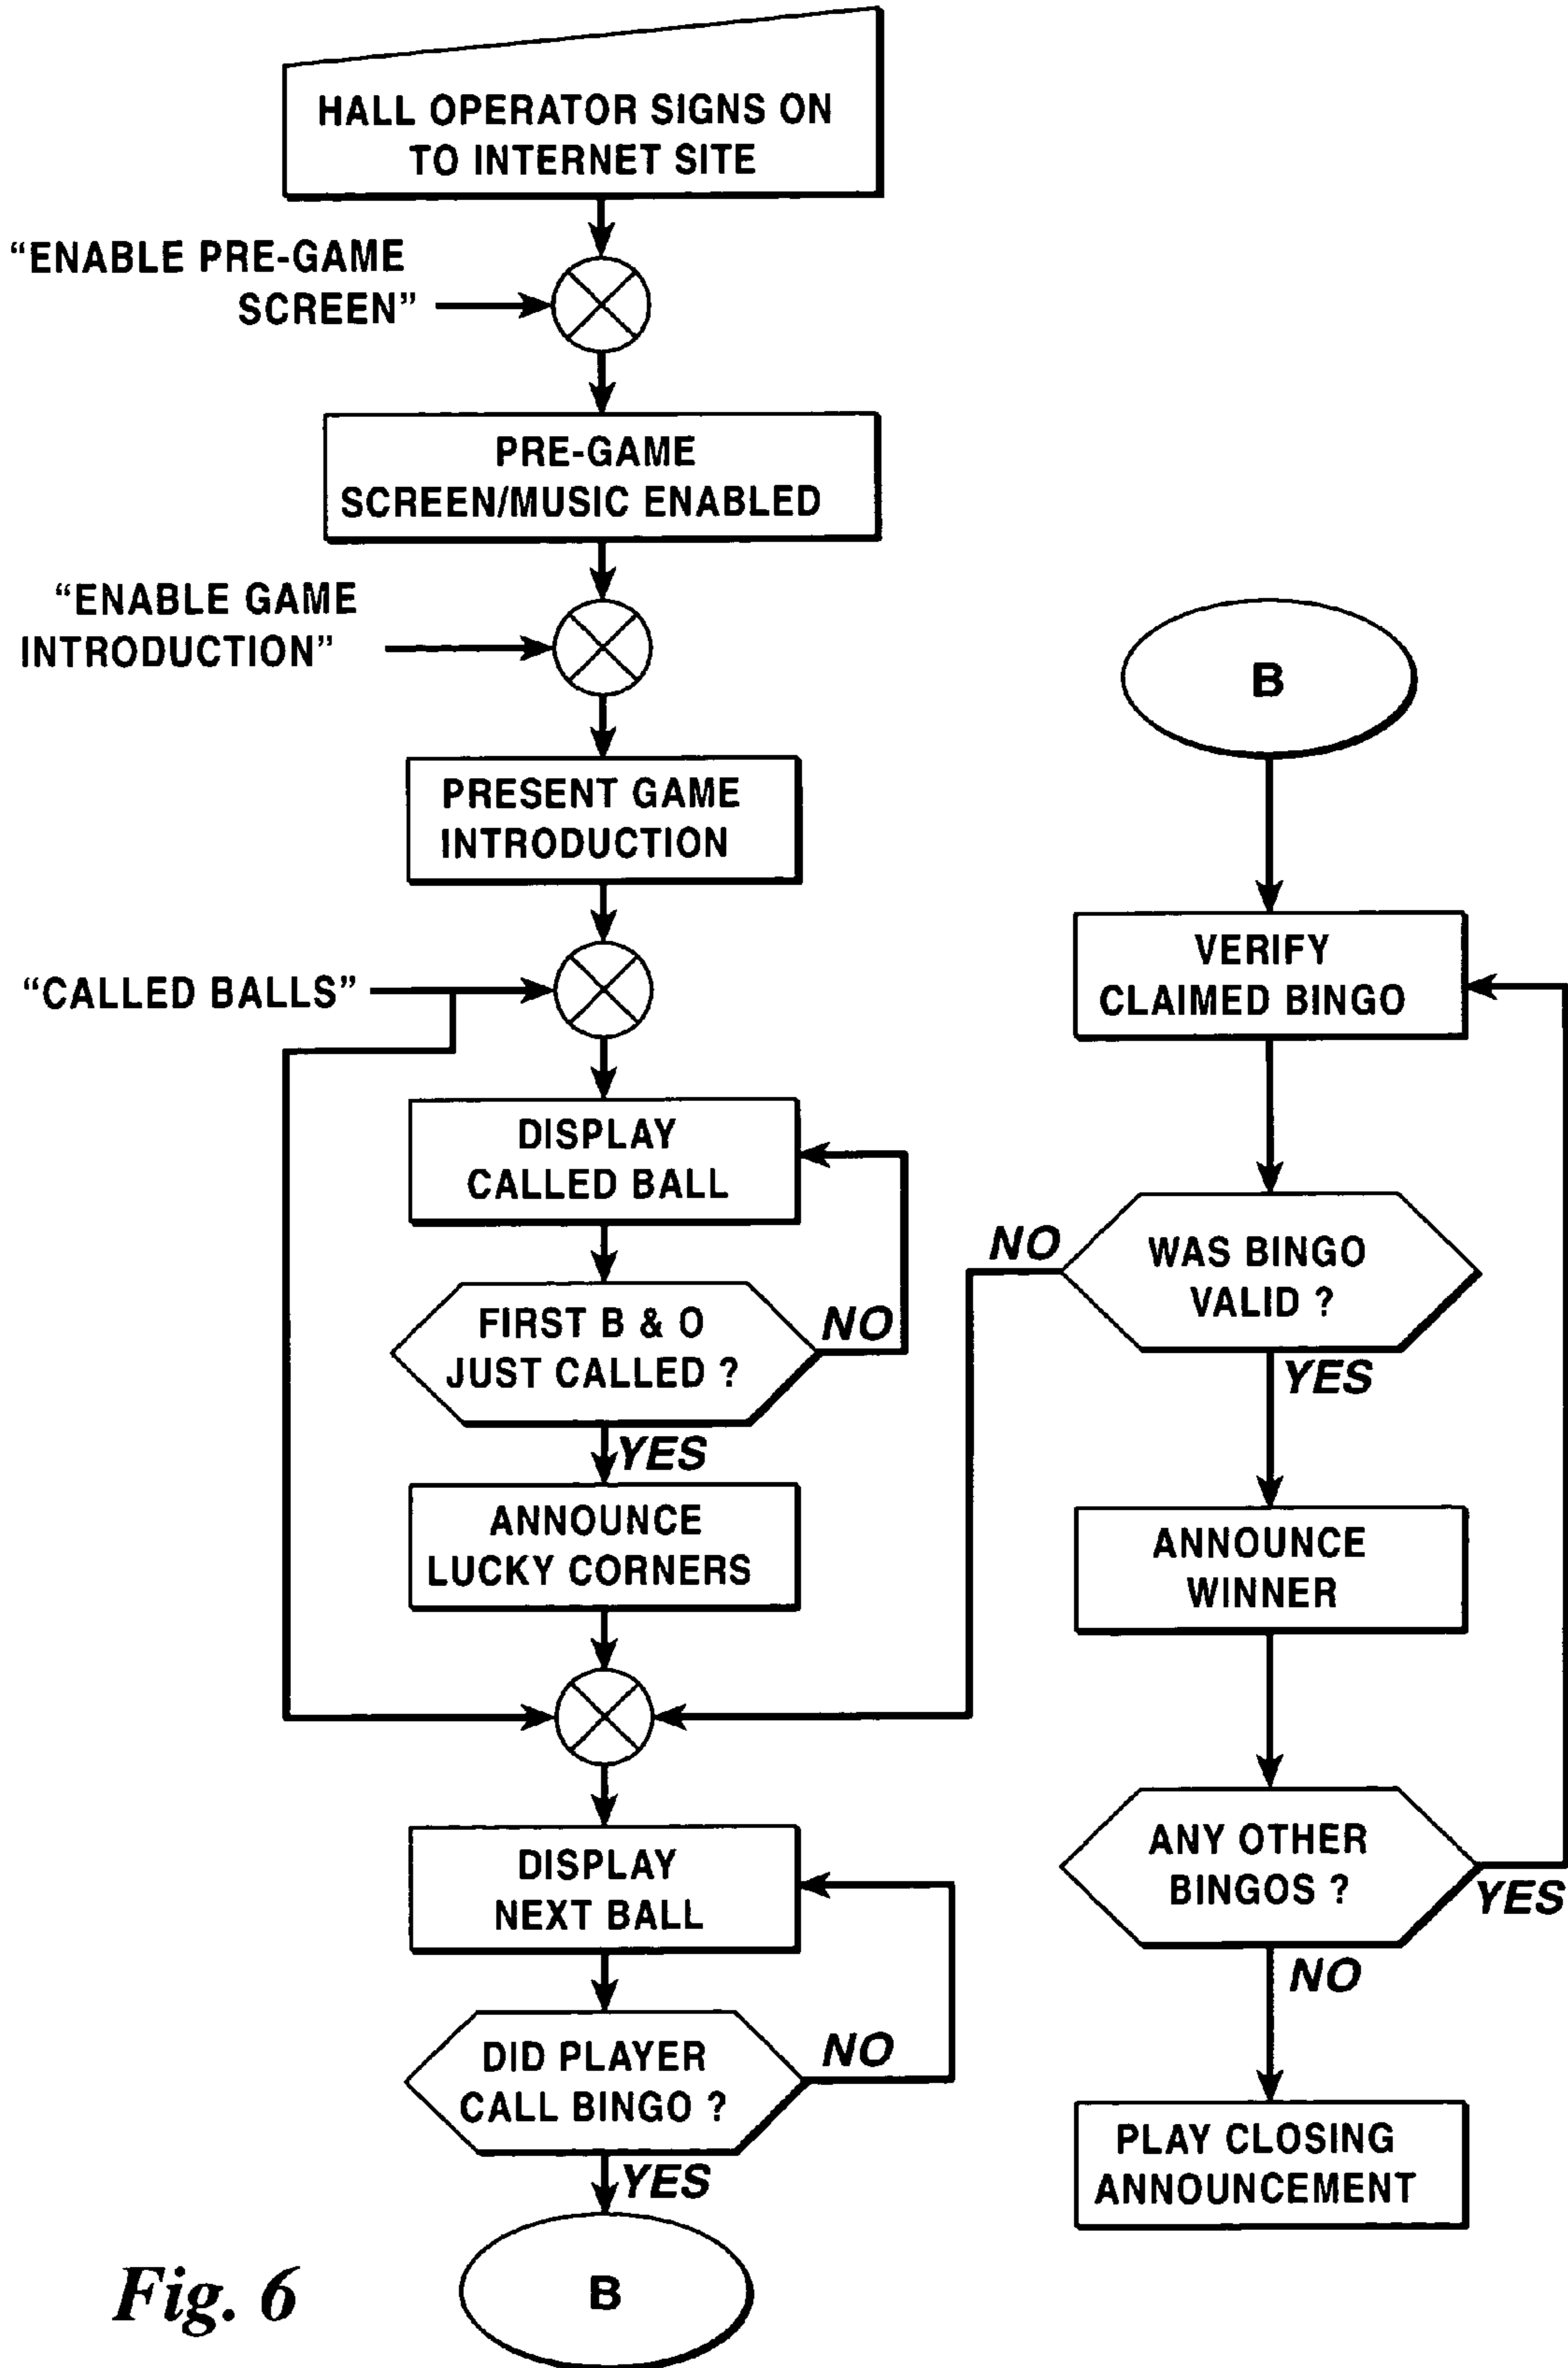 HALL OPERATOR SIGNS ON
TO INTERNET SITE
“ENABLE PRE-GAME
SCREEN”
PRE-GAME
SCREEN/MUSIC ENABLED
“ENABLE GAME
INTRODUCTION”
PRESENT GAME
INTRODUCTION
“CALLED BALLS”
DISPLAY
CALLED BALL
FIRST B & O
JUST CALLED ?
NO
YES
ANNOUNCE
LUCKY CORNERS
DISPLAY
NEXT BALL
DID PLAYER
CALL BINGO ?
NO
YES
B
B
VERIFY
CLAIMED BINGO
WAS BINGO
VALID ?
NO
YES
ANNOUNCE
WINNER
ANY OTHER
BINGOS ?
YES
NO
PLAY CLOSING
ANNOUNCEMENT
Fig. 6